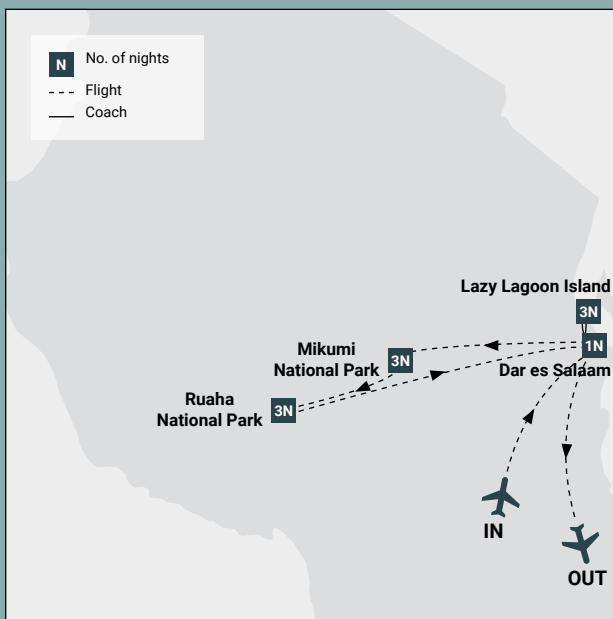 N
No. of nights
Flight
Coach
Lazy Lagoon Island
3N
1N
Dar es Salaam
Mikumi
National Park
3N
Ruaha
National Park
3N
IN
OUT